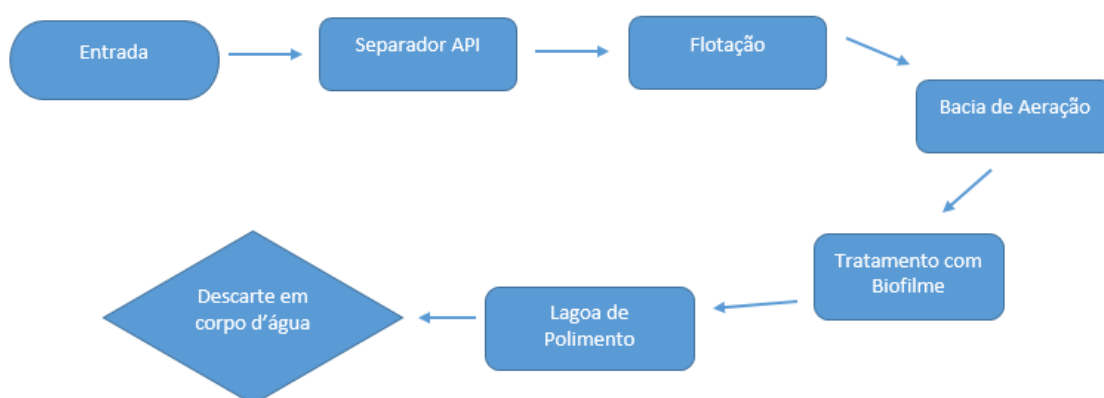 Entrada
Separador API
Flotação
Bacia de Aeração
Tratamento com
Biofilme
Lagoa de
Polimento
Descarte em
corpo d'água